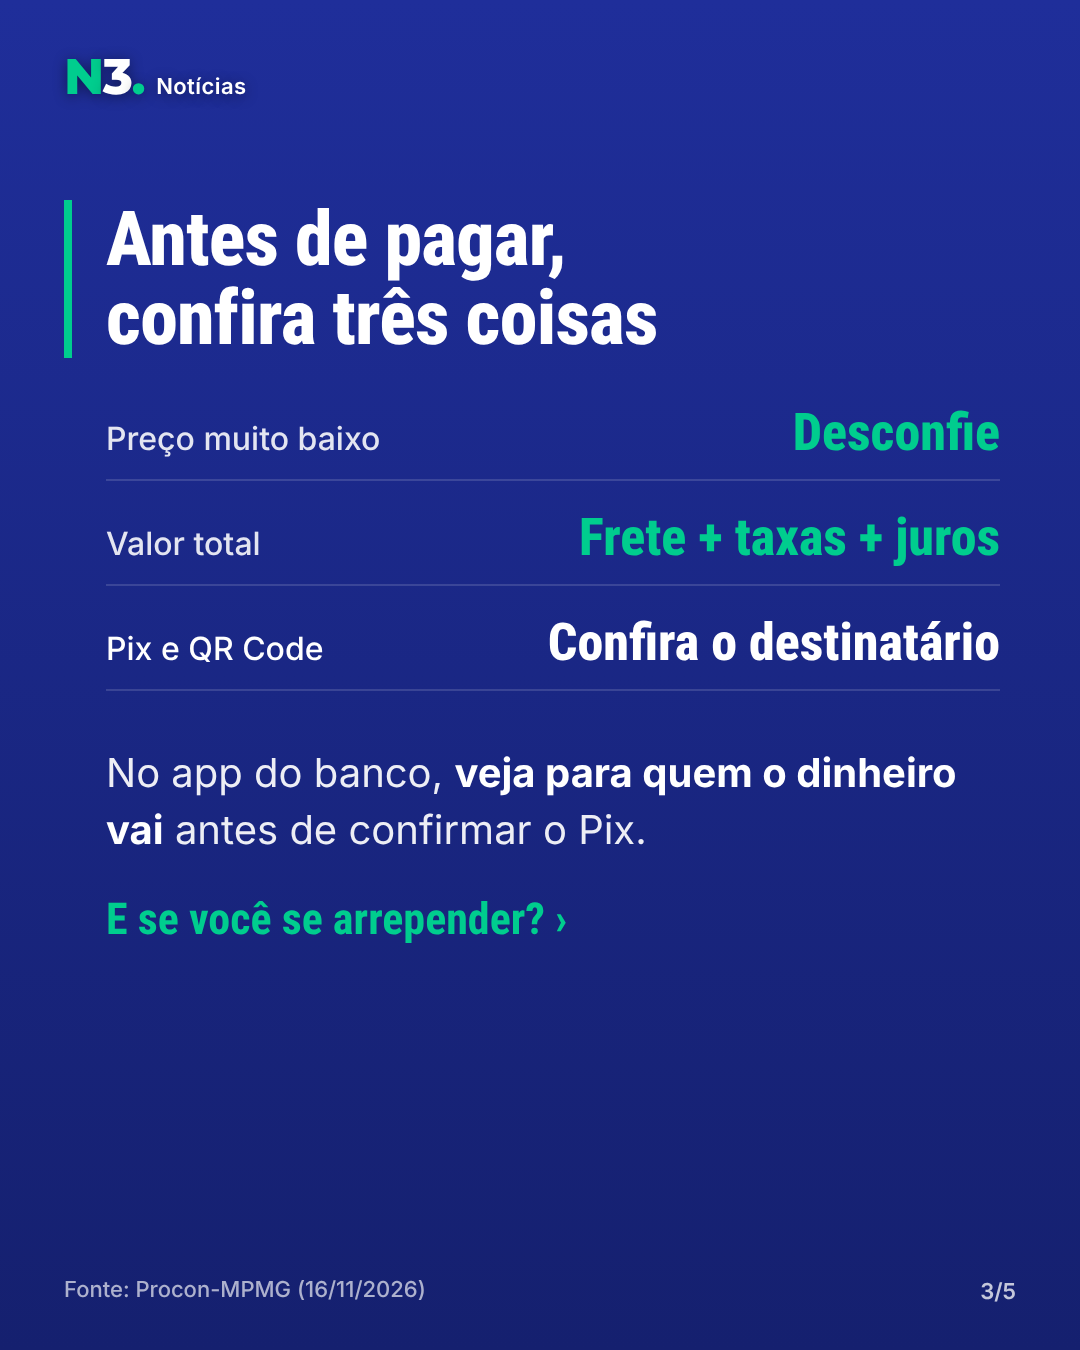 N3. Notícias
Antes de pagar,
confira três coisas
Preço muito baixo Desconfie
Valor total Frete + taxas + juros
Pix e QR Code Confira o destinatário
No app do banco, veja para quem o dinheiro
vai antes de confirmar o Pix.
E se você se arrepender? ›
Fonte: Procon-MPMG (16/11/2026) 3/5